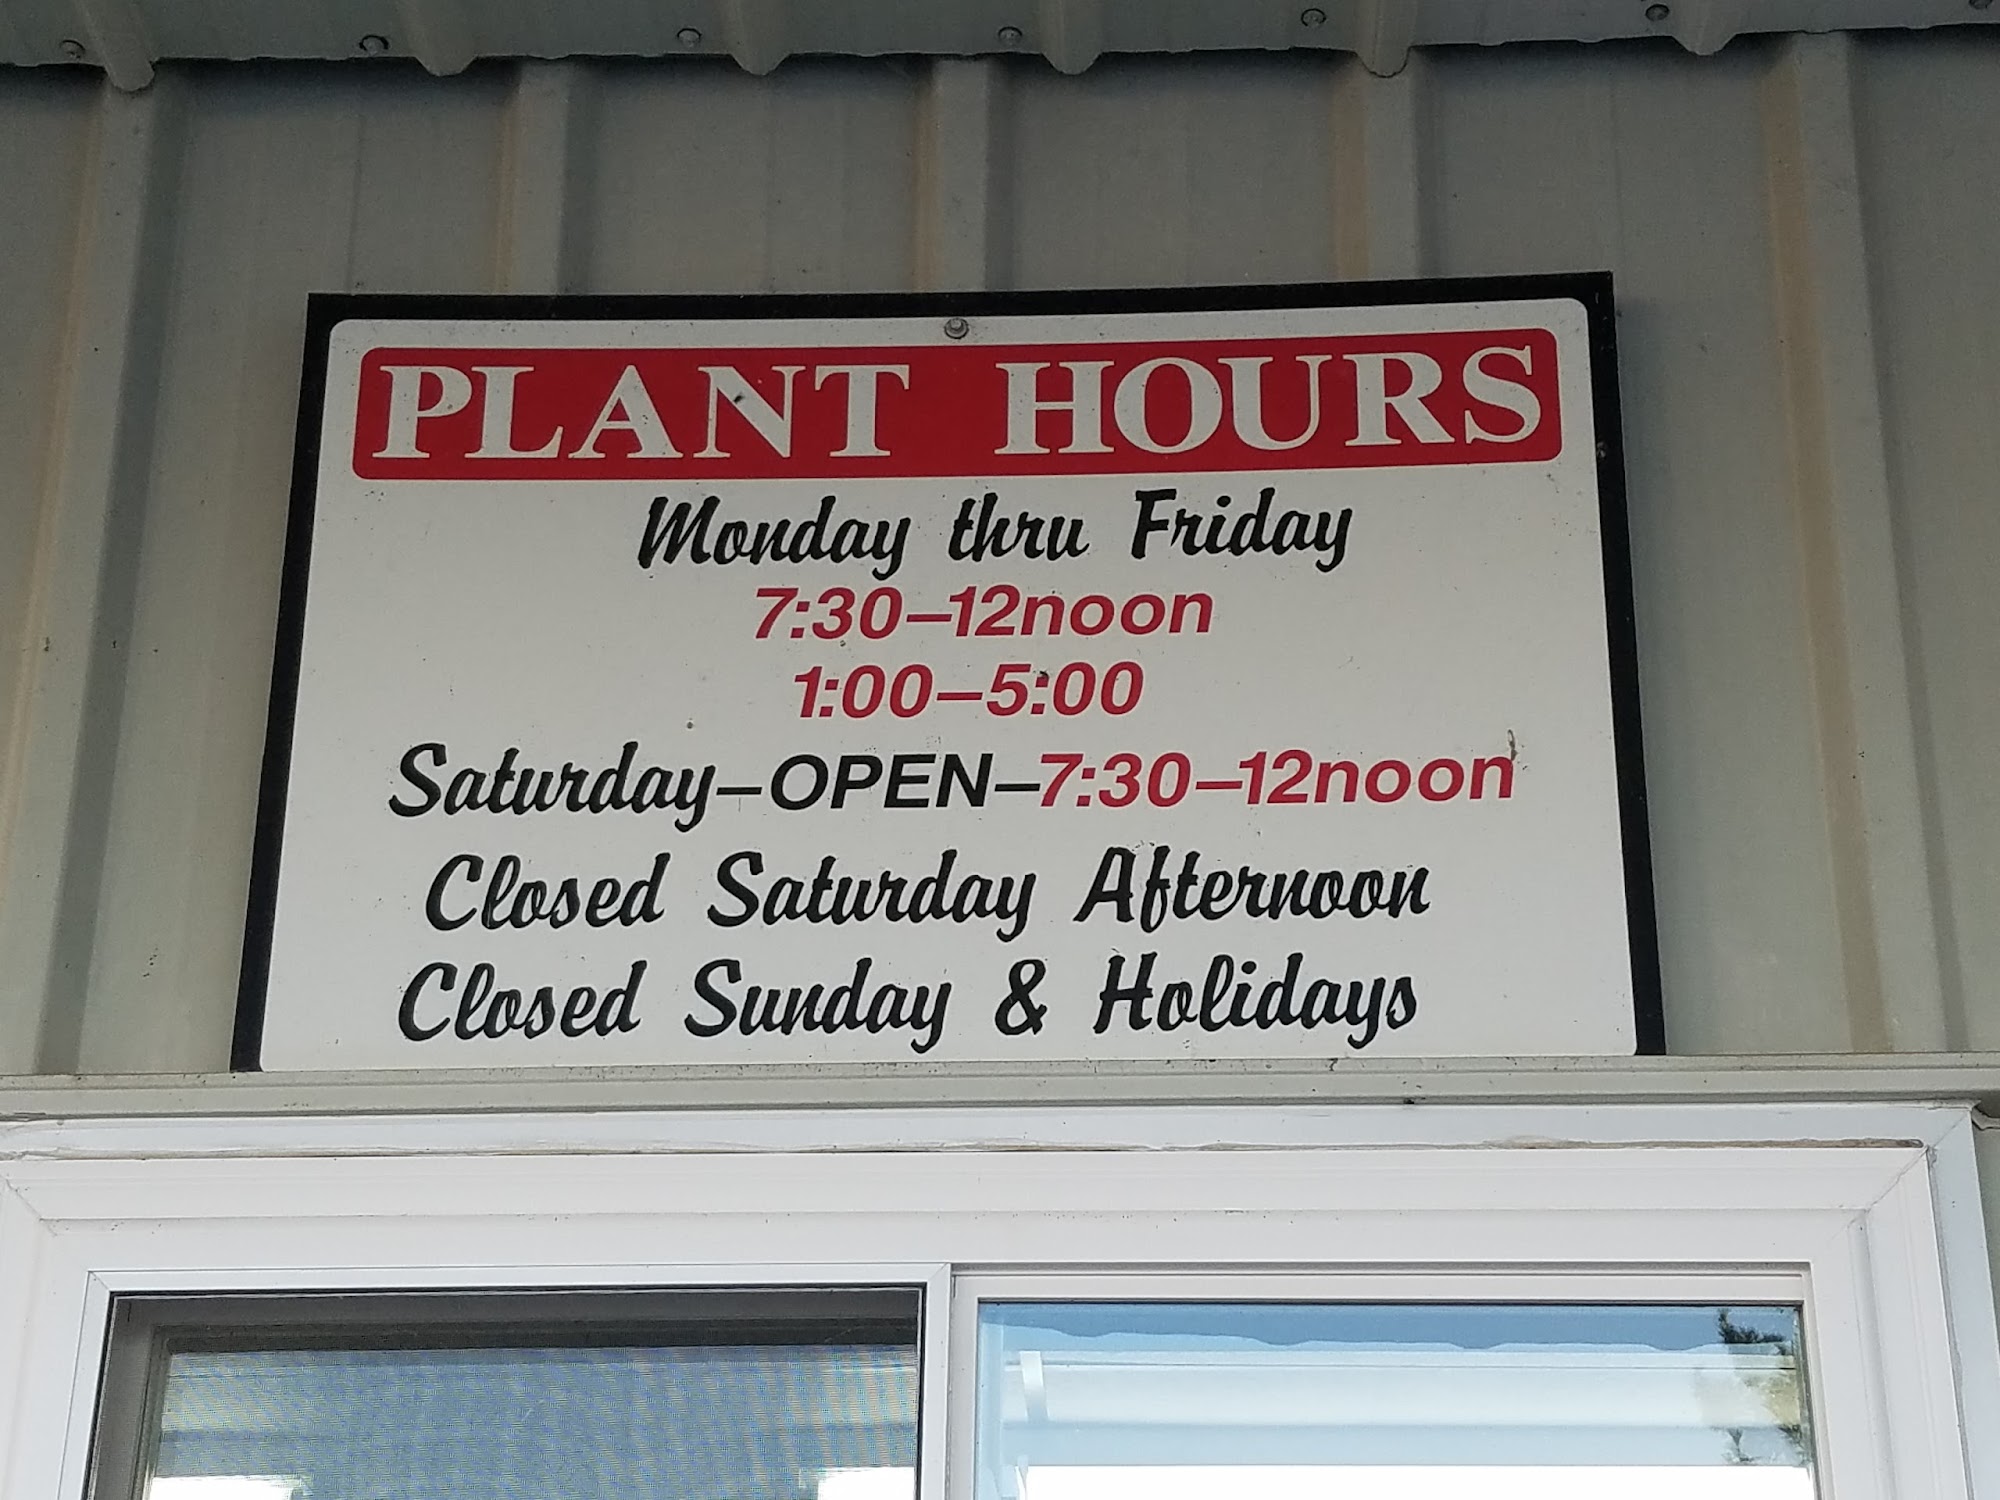 PLANT HOURS
Monday thru Friday
7:30–12noon
1:00–5:00
Saturday–OPEN–7:30–12noon
Closed Saturday Afternoon
Closed Sunday & Holidays